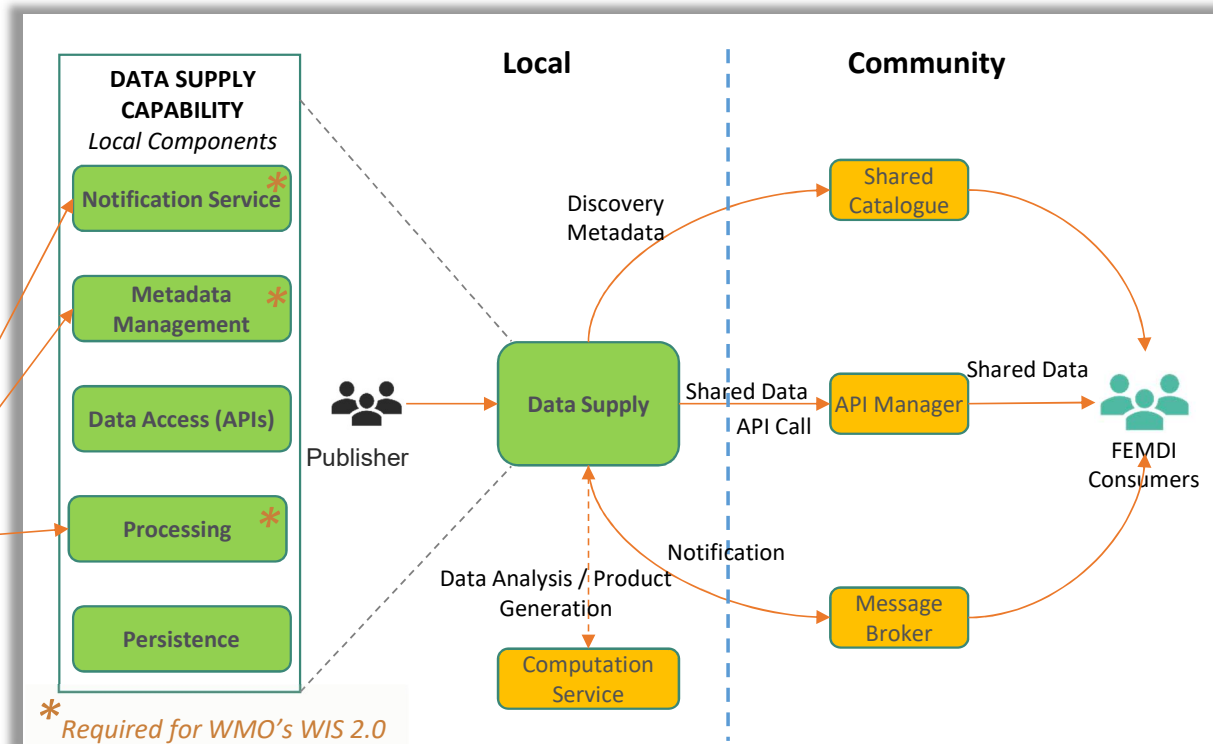 DATA SUPPLY
CAPABILITY
Local Components
Notification Service *
Metadata
Management *
Data Access (APIs)
Processing *
Persistence
* Required for WMO's WIS 2.0
Local
Community
Publisher
Data Supply
Discovery
Metadata
Shared
Catalogue
Shared Data
API Call
API Manager
Shared Data
FEMDI
Consumers
Notification
Data Analysis / Product
Generation
Message
Broker
Computation
Service